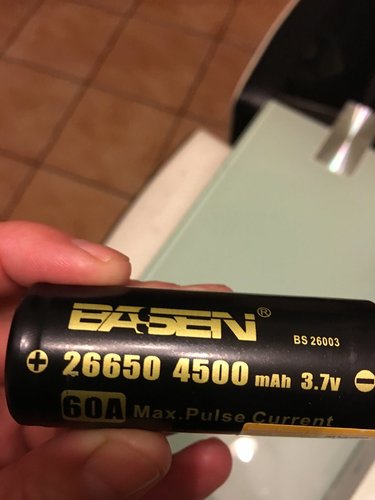 BASEN®
BS 26003
+ 26650 4500 mAh 3.7v -
60A Max.Pulse Current